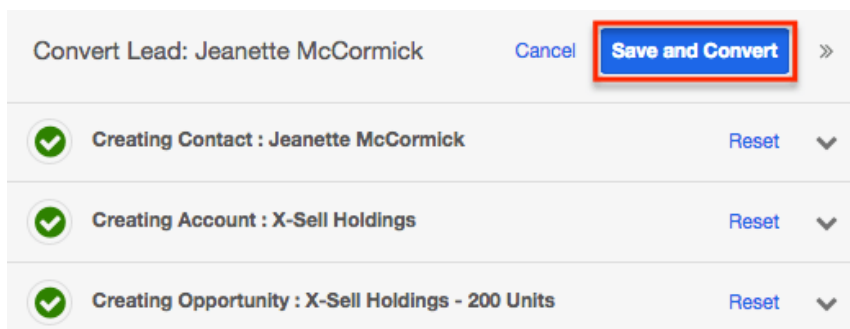 Convert Lead: Jeanette McCormick Cancel Save and Convert »
Creating Contact : Jeanette McCormick Reset
Creating Account : X-Sell Holdings Reset
Creating Opportunity : X-Sell Holdings - 200 Units Reset